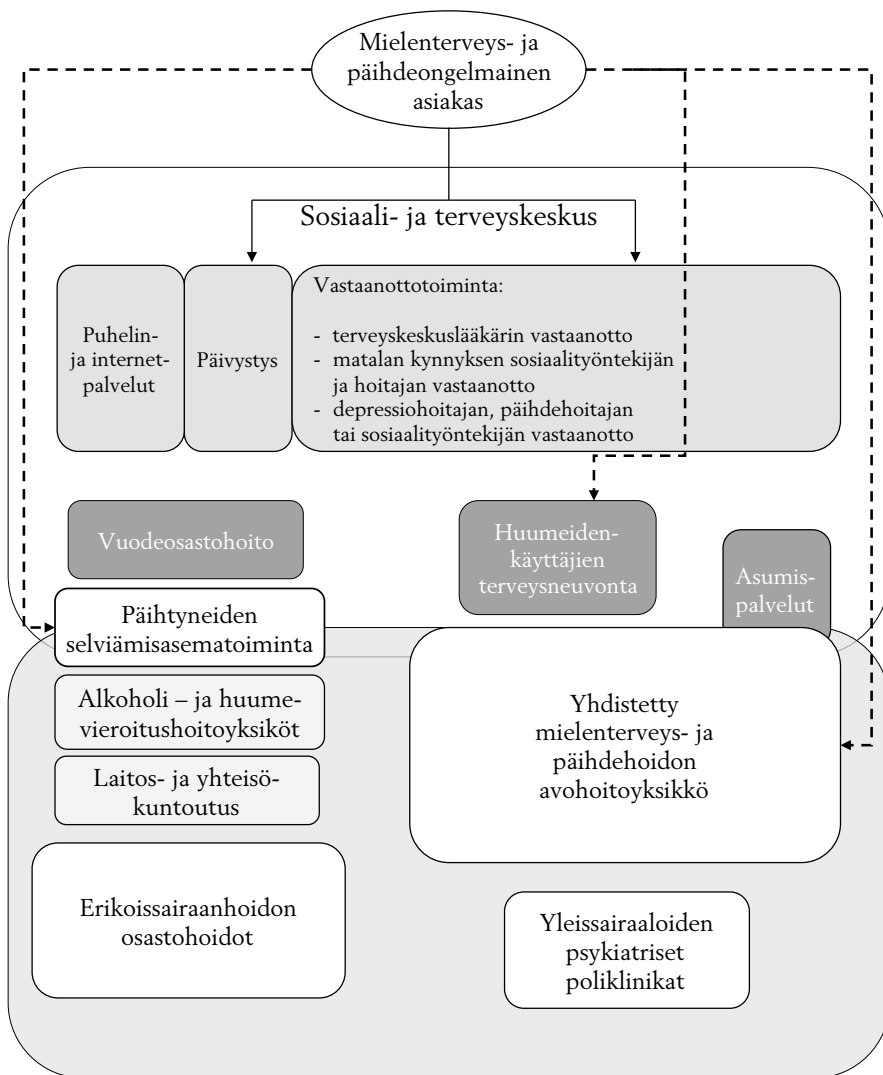 Mielenterveys- ja
päihdeongelmainen
asiakas
Sosiaali- ja terveyskeskus
Puhelin-
ja internet-
palvelut
Päivystys
Vastaanottotoiminta:
- terveyskeskuslääkärin vastaanotto
- matalan kynnyksen sosiaalityöntekijän
ja hoitajan vastaanotto
- depressiohoitajan, päihdehoitajan
tai sosiaalityöntekijän vastaanotto
Vuodeosastohoito
Huumeiden-
käyttäjien
terveysneuvonta
Asumis-
palvelut
Päihtyneiden
selviämisasematoiminta
Alkoholi – ja huume-
vieroitushoitoyksiköt
Laitos- ja yhteisö-
kuntoutus
Yhdistetty
mielenterveys- ja
päihdehoidon
avohoitoyksikkö
Erikoissairaanhoidon
osastohoidot
Yleissairaaloiden
psykiatriset
poliklinikat